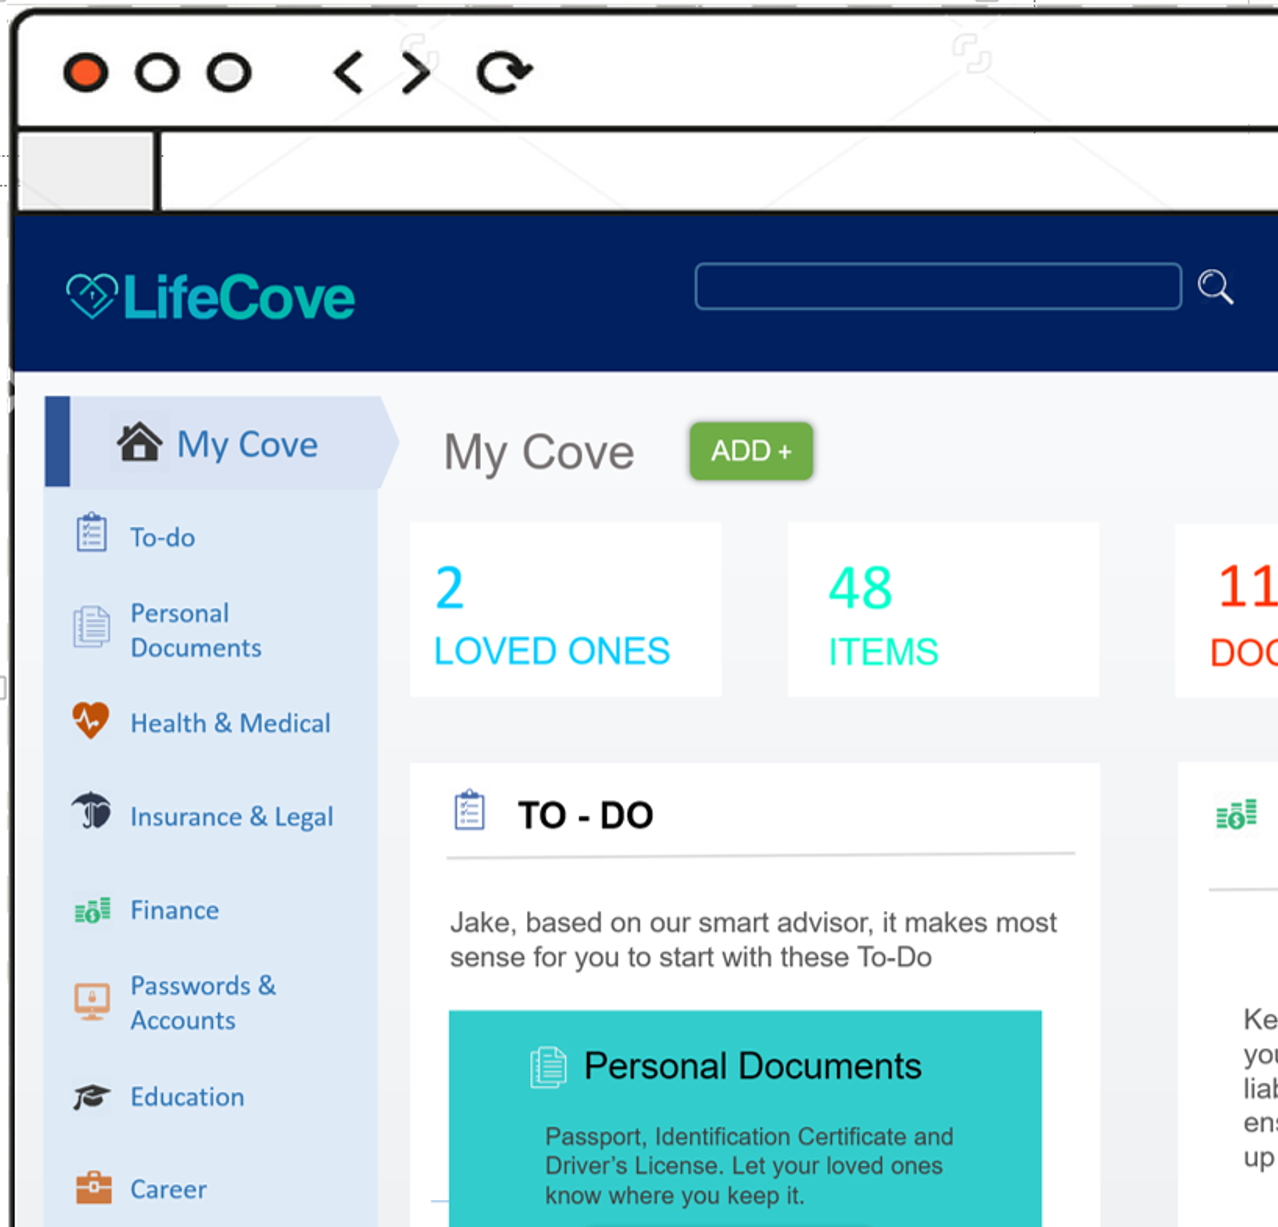 LifeCove
My Cove
To-do
Personal
Documents
Health & Medical
Insurance & Legal
Finance
Passwords &
Accounts
Education
Career
My Cove
ADD +
2
LOVED ONES
48
ITEMS
11
DOC
TO - DO
Jake, based on our smart advisor, it makes most
sense for you to start with these To-Do
Personal Documents
Passport, Identification Certificate and
Driver's License. Let your loved ones
know where you keep it.
Ke
you
liab
ens
up